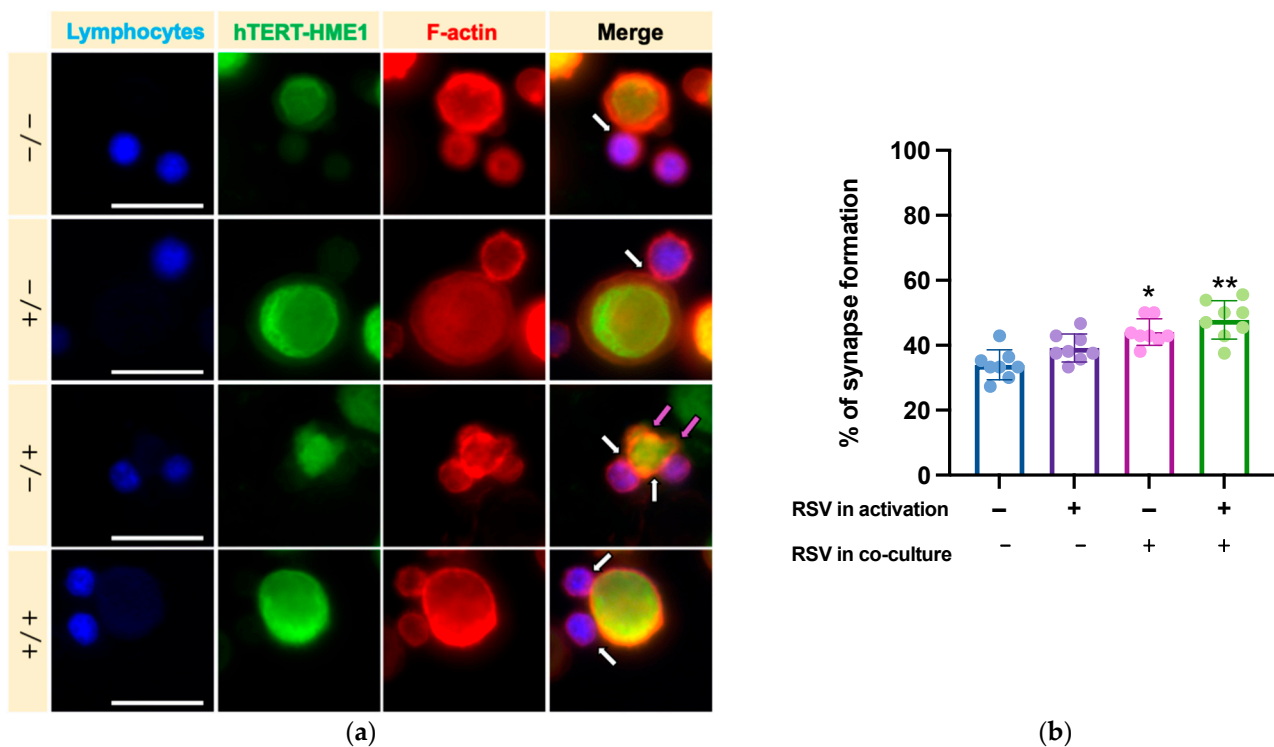 Lymphocytes hTERT-HME1 F-actin Merge
−/−
+/−
−/+
+/+
(a)
% of synapse formation
100
80
60
40
20
0
* **
RSV in activation − + − +
RSV in co-culture − − + +
(b)